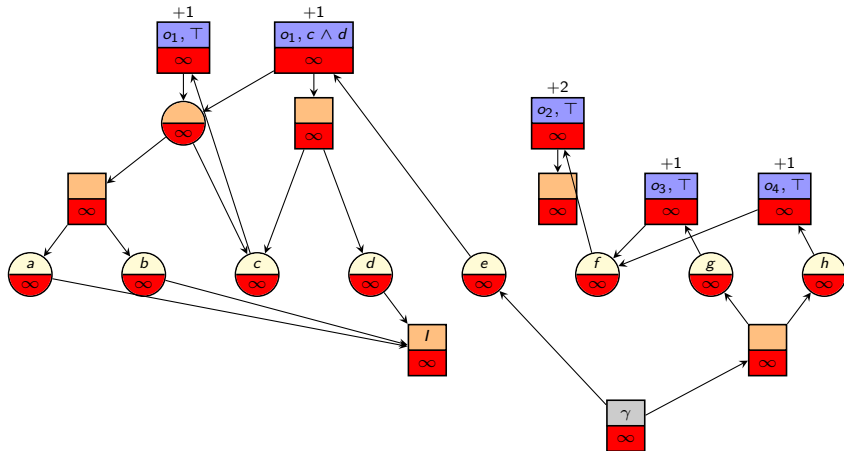 +1 +1
o₁, ⊤ o₁, c ∧ d
∞ ∞
+2
o₂, ⊤
∞ ∞ ∞
+1 +1
o₃, ⊤ o₄, ⊤
∞ ∞ ∞ ∞
a b c d e f g h
∞ ∞ ∞ ∞ ∞ ∞ ∞ ∞
I
∞ ∞
γ
∞